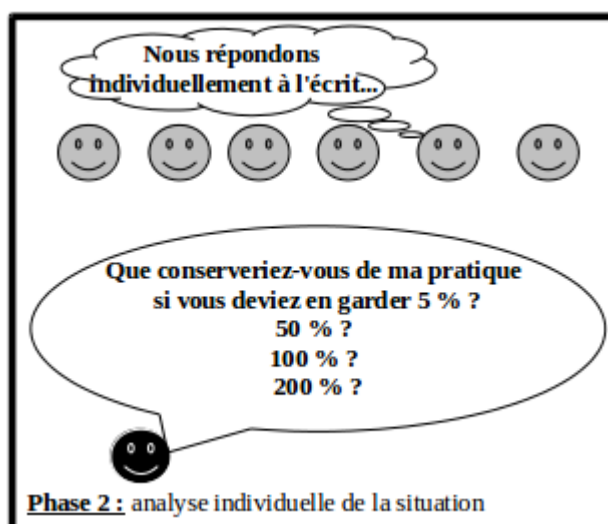 Nous répondons
individuellement à l'écrit...
Que conserveriez-vous de ma pratique
si vous deviez en garder 5 % ?
50 % ?
100 % ?
200 % ?
Phase 2 : analyse individuelle de la situation